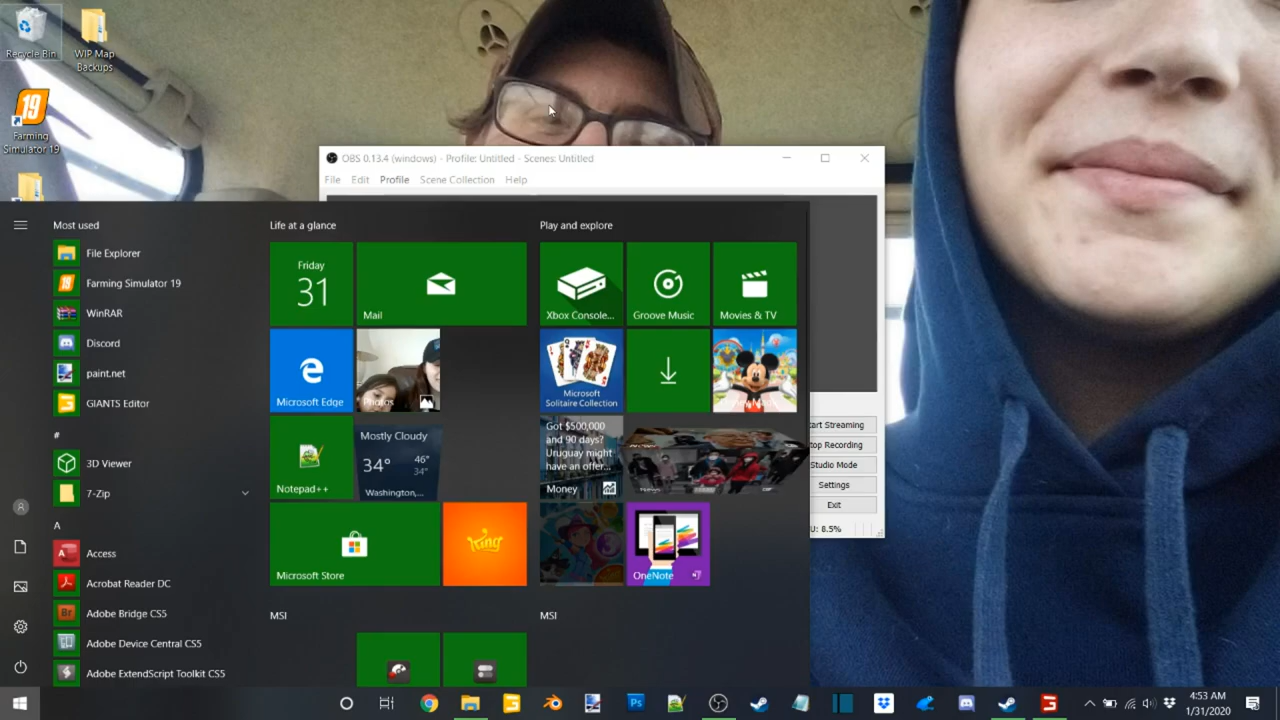 Recycle Bin
WIP Map
Backups
19
Farming
Simulator 19
OBS 0.13.4 (windows) - Profile: Untitled - Scenes: Untitled
File Edit Profile Scene Collection Help
Start Streaming
Stop Recording
Studio Mode
Settings
Exit
U: 8.5%
Most used
File Explorer
Farming Simulator 19
WinRAR
Discord
paint.net
GIANTS Editor
#
3D Viewer
7-Zip
A
Access
Acrobat Reader DC
Adobe Bridge CS5
Adobe Device Central CS5
Adobe ExtendScript Toolkit CS5
Life at a glance
Friday
31
Mail
Microsoft Edge
Photos
Notepad++
Mostly Cloudy
34° 46°
34°
Washington,...
Microsoft Store
King
MSI
Play and explore
Xbox Console...
Groove Music
Movies & TV
Microsoft
Solitaire Collection
Got $500,000
and 90 days?
Uruguay might
have an offer...
Money
OneNote
MSI
4:53 AM
1/31/2020